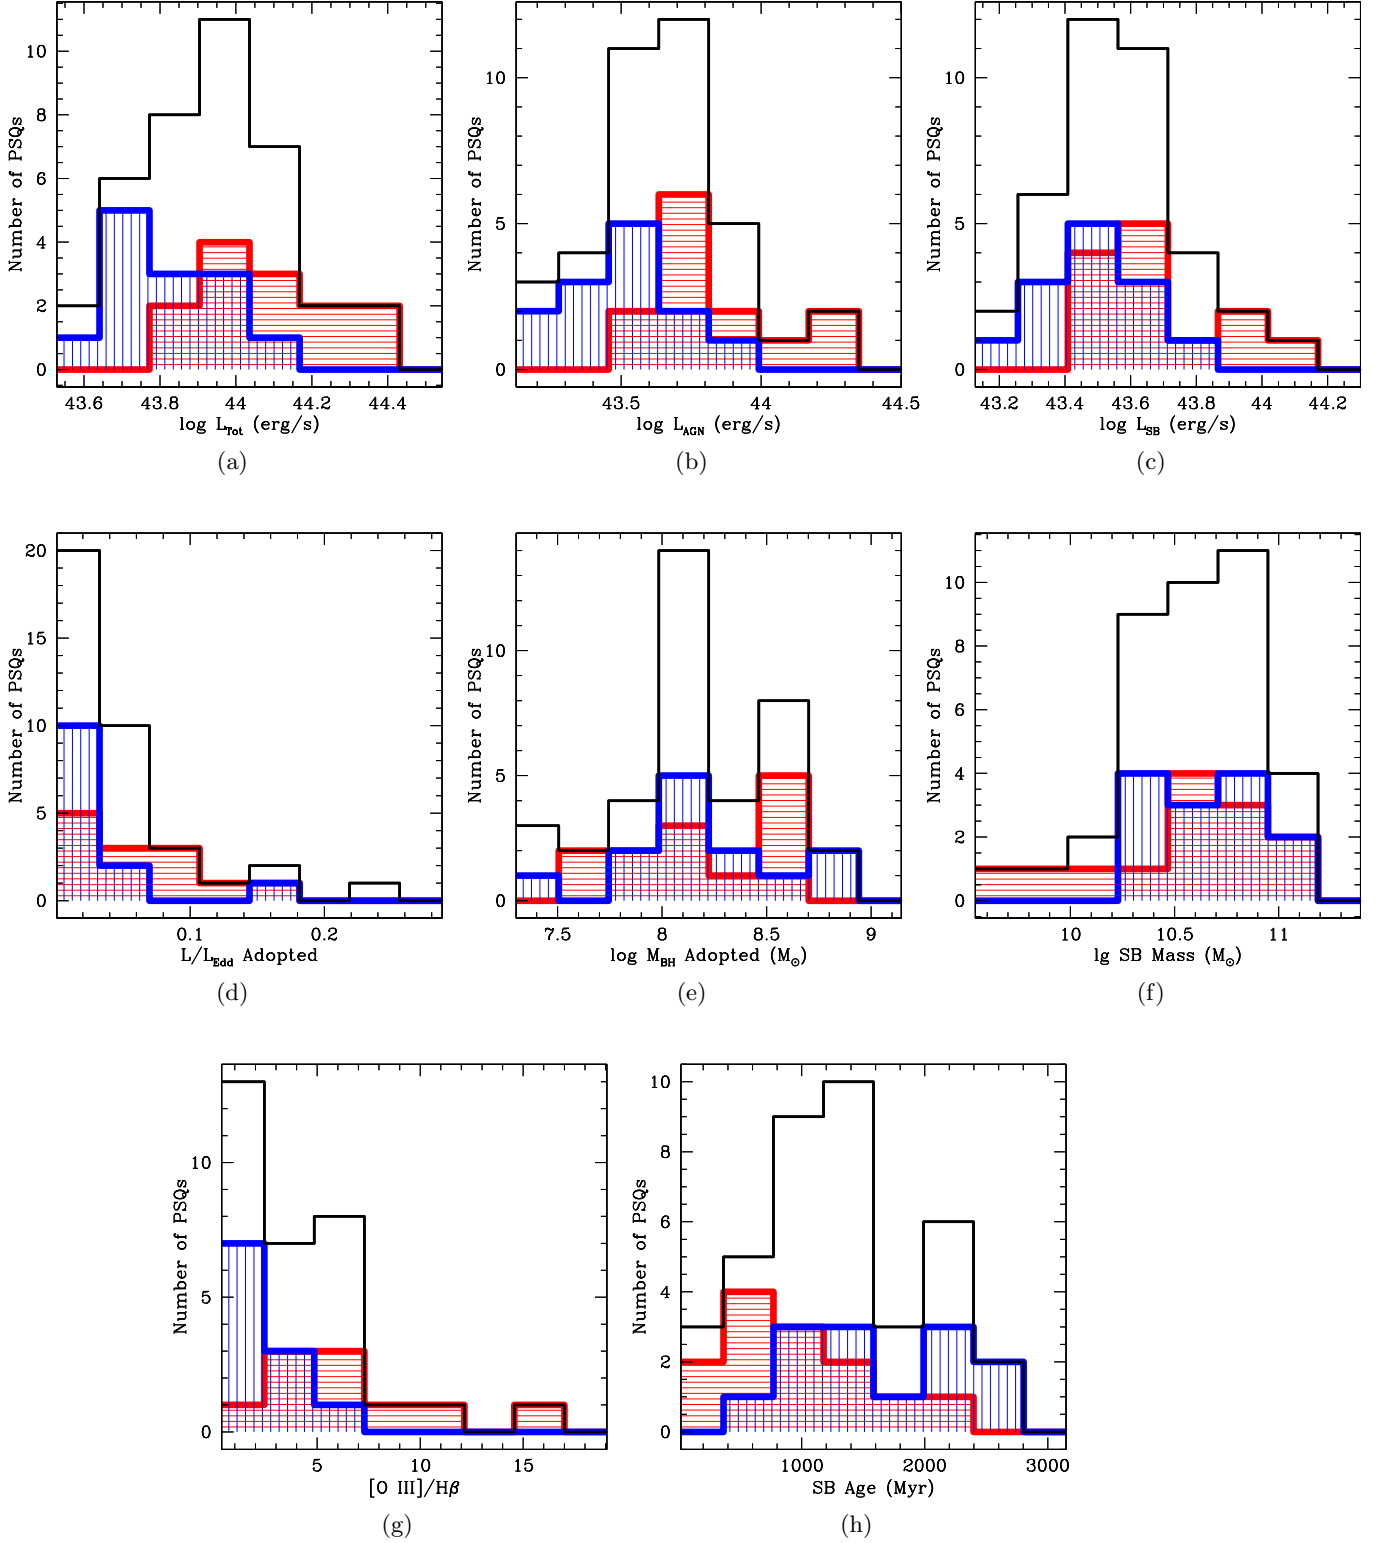 Number of PSQs
10
8
6
4
2
0
43.6 43.8 44 44.2 44.4
log L_Tot (erg/s)
(a)
Number of PSQs
10
5
0
43.5 44 44.5
log L_AGN (erg/s)
(b)
Number of PSQs
10
5
0
43.2 43.4 43.6 43.8 44 44.2
log L_SB (erg/s)
(c)
Number of PSQs
20
15
10
5
0
0.1 0.2
L/L_Edd Adopted
(d)
Number of PSQs
10
5
0
7.5 8 8.5 9
log M_BH Adopted (M_⊙)
(e)
Number of PSQs
10
8
6
4
2
0
10 10.5 11
lg SB Mass (M_⊙)
(f)
Number of PSQs
10
5
0
5 10 15
[O III]/Hβ
(g)
Number of PSQs
10
8
6
4
2
0
1000 2000 3000
SB Age (Myr)
(h)